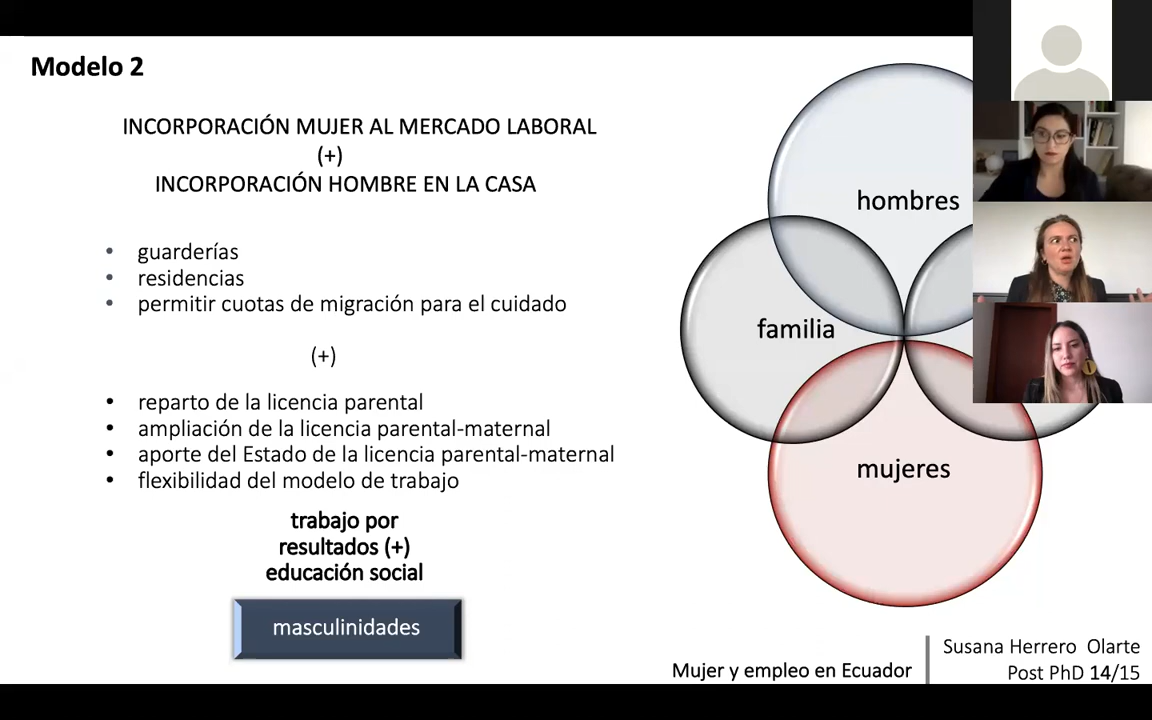 Modelo 2
INCORPORACIÓN MUJER AL MERCADO LABORAL
(+)
INCORPORACIÓN HOMBRE EN LA CASA
• guarderías
• residencias
• permitir cuotas de migración para el cuidado
(+)
• reparto de la licencia parental
• ampliación de la licencia parental-maternal
• aporte del Estado de la licencia parental-maternal
• flexibilidad del modelo de trabajo
trabajo por
resultados (+)
educación social
masculinidades
hombres
familia
mujeres
Mujer y empleo en Ecuador
Susana Herrero Olarte
Post PhD 14/15